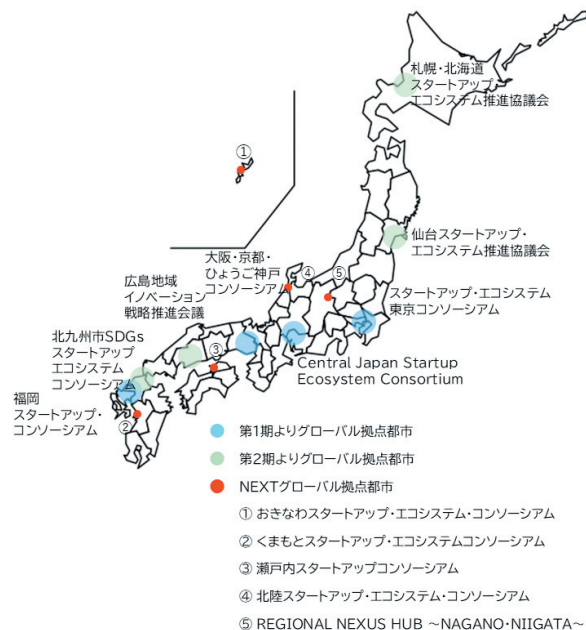 札幌・北海道
スタートアップ
エコシステム推進協議会
①
仙台スタートアップ・
エコシステム推進協議会
大阪・京都・
ひょうご神戸
コンソーシアム
④
⑤
広島地域
イノベーション
戦略推進会議
スタートアップ・エコシステム
東京コンソーシアム
北九州市SDGs
スタートアップ
エコシステム
コンソーシアム
③
Central Japan Startup
Ecosystem Consortium
福岡
スタートアップ・
コンソーシアム
②
第1期よりグローバル拠点都市
第2期よりグローバル拠点都市
NEXTグローバル拠点都市
① おきなわスタートアップ・エコシステム・コンソーシアム
② くまもとスタートアップ・エコシステムコンソーシアム
③ 瀬戸内スタートアップコンソーシアム
④ 北陸スタートアップ・エコシステム・コンソーシアム
⑤ REGIONAL NEXUS HUB ～NAGANO・NIIGATA～